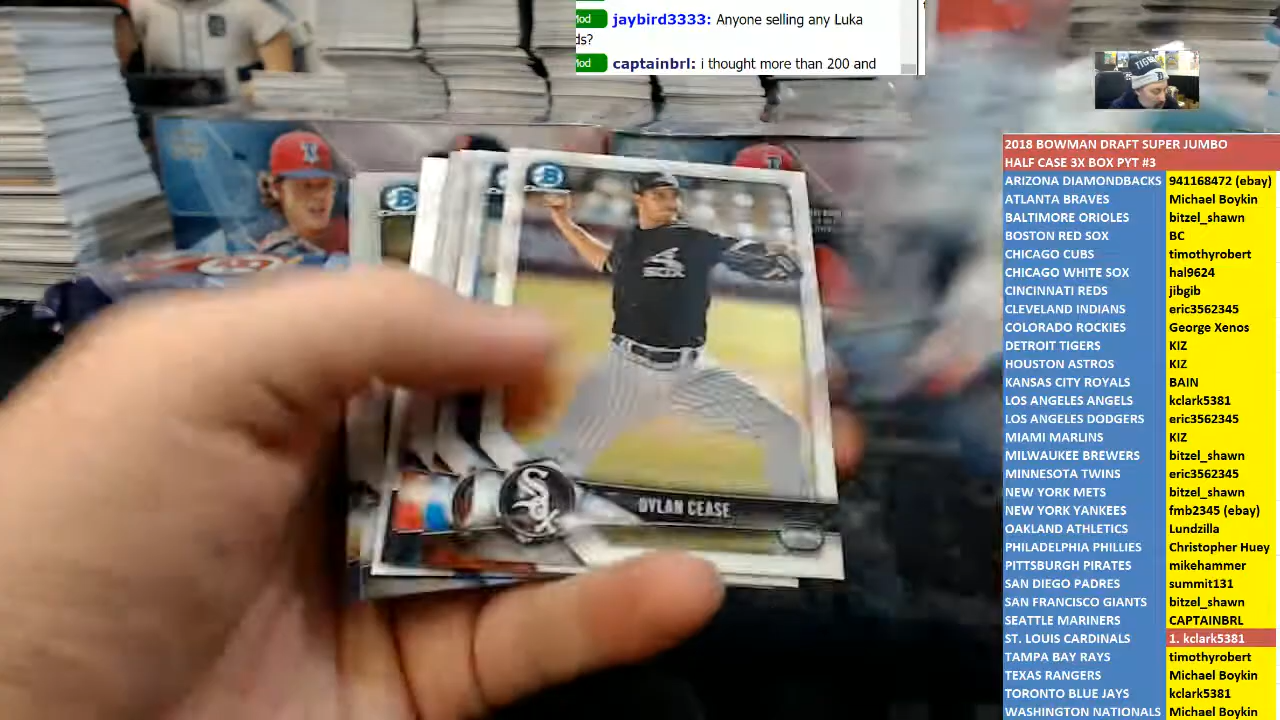 Mod jaybird3333: Anyone selling any Luka
ds?
Mod captainbrl: i thought more than 200 and
TIG
2018 BOWMAN DRAFT SUPER JUMBO
HALF CASE 3X BOX PYT #3
ARIZONA DIAMONDBACKS 941168472 (ebay)
ATLANTA BRAVES Michael Boykin
BALTIMORE ORIOLES bitzel_shawn
BOSTON RED SOX BC
CHICAGO CUBS timothyrobert
CHICAGO WHITE SOX hal9624
CINCINNATI REDS jibgib
CLEVELAND INDIANS eric3562345
COLORADO ROCKIES George Xenos
DETROIT TIGERS KIZ
HOUSTON ASTROS KIZ
KANSAS CITY ROYALS BAIN
LOS ANGELES ANGELS kclark5381
LOS ANGELES DODGERS eric3562345
MIAMI MARLINS KIZ
MILWAUKEE BREWERS bitzel_shawn
MINNESOTA TWINS eric3562345
NEW YORK METS bitzel_shawn
NEW YORK YANKEES fmb2345 (ebay)
OAKLAND ATHLETICS Lundzilla
PHILADELPHIA PHILLIES Christopher Huey
PITTSBURGH PIRATES mikehammer
SAN DIEGO PADRES summit131
SAN FRANCISCO GIANTS bitzel_shawn
SEATTLE MARINERS CAPTAINBRL
ST. LOUIS CARDINALS 1. kclark5381
TAMPA BAY RAYS timothyrobert
TEXAS RANGERS Michael Boykin
TORONTO BLUE JAYS kclark5381
WASHINGTON NATIONALS Michael Boykin
B
SOX
SOX
DYLAN CEASE